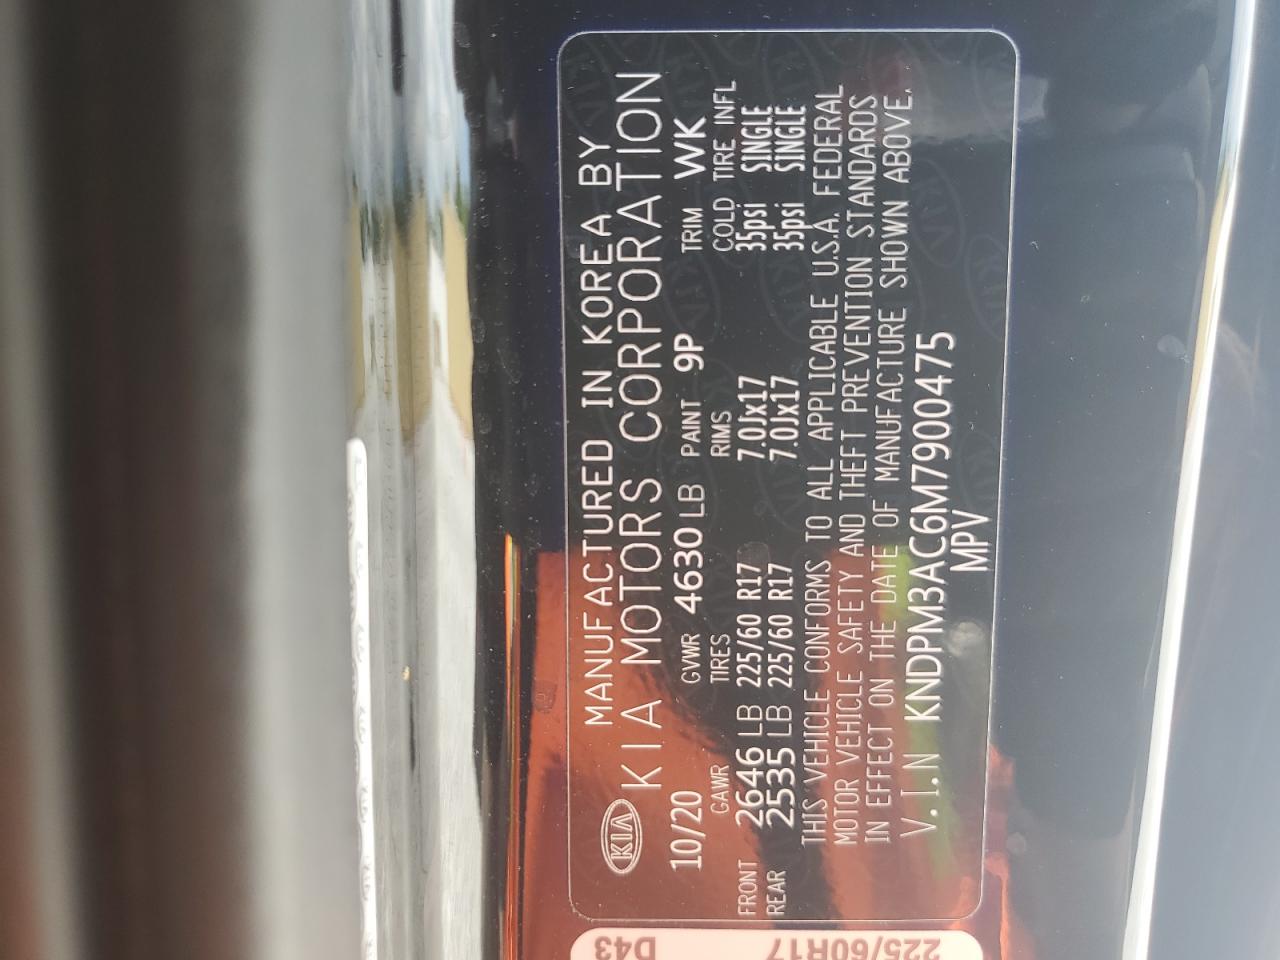 KIA
MANUFACTURED IN KOREA BY
KIA MOTORS CORPORATION
10/20 GVWR 4630 LB PAINT 9P TRIM WK
GAWR TIRES RIMS COLD TIRE INFL
FRONT 2646 LB 225/60 R17 7.0Jx17 35psi SINGLE
REAR 2535 LB 225/60 R17 7.0Jx17 35psi SINGLE
THIS VEHICLE CONFORMS TO ALL APPLICABLE U.S.A. FEDERAL
MOTOR VEHICLE SAFETY AND THEFT PREVENTION STANDARDS
IN EFFECT ON THE DATE OF MANUFACTURE SHOWN ABOVE.
V.I.N KNDPM3AC6M7900475
MPV
D43
225/60R17